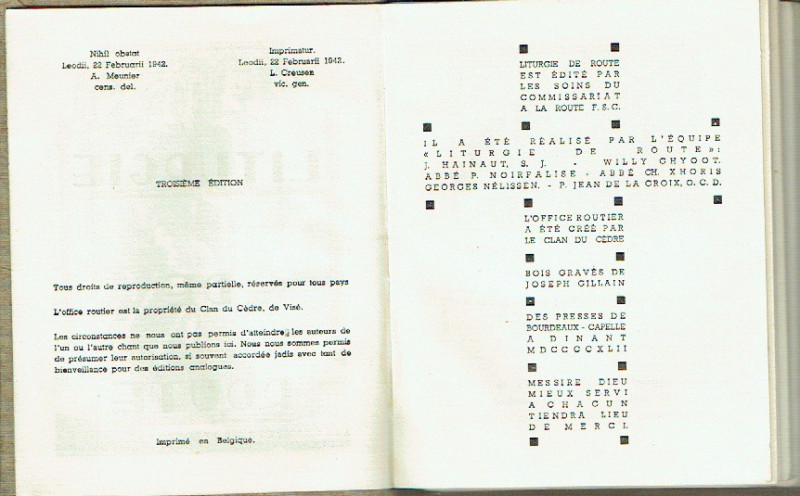 Nihil obstat
Leodii, 22 Februarii 1942.
A. Meunier
cens. del.
Imprimatur.
Leodii, 22 Februarii 1942.
L. Creusen
vic. gen.
TROISIÈME ÉDITION
Tous droits de reproduction, même partielle, réservés pour tous pays
L'office routier est la propriété du Clan du Cèdre, de Visé.
Les circonstances ne nous ont pas permis d'atteindre, les auteurs de
l'un ou l'autre chant que nous publions ici. Nous nous sommes permis
de présumer leur autorisation, si souvent accordée jadis avec tant de
bienveillance pour des éditions analogues.
Imprimé en Belgique.
LITURGIE DE ROUTE
EST ÉDITÉ PAR
LES SOINS DU
COMMISSARIAT
A LA ROUTE F.S.C.
IL A ÉTÉ RÉALISÉ PAR L'ÉQUIPE
«LITURGIE DE ROUTE»:
J. HAINAUT, S. J. - WILLY GHYOOT.
ABBÉ P. NOIRFALISE - ABBÉ CH. XHORIS
GEORGES NÉLISSEN. - P. JEAN DE LA CROIX, O.C.D.
L'OFFICE ROUTIER
A ÉTÉ CRÉÉ PAR
LE CLAN DU CÈDRE
BOIS GRAVÉS DE
JOSEPH GILLAIN
DES PRESSES DE
BOURDEAUX-CAPELLE
A DINANT
MDCCCCXLII
MESSIRE DIEU
MIEUX SERVI
A CHACUN
TIENDRA LIEU
DE MERCI.